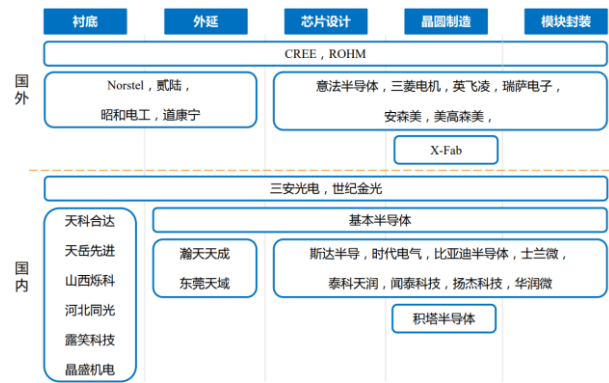 衬底 外延 芯片设计 晶圆制造 模块封装
国外
CREE，ROHM
Norstel，贰陆，
昭和电工，道康宁
意法半导体，三菱电机，英飞凌，瑞萨电子，
安森美，美高森美，
X-Fab
国内
三安光电，世纪金光
基本半导体
天科合达
天岳先进
山西烁科
河北同光
露笑科技
晶盛机电
瀚天天成
东莞天域
斯达半导，时代电气，比亚迪半导体，士兰微，
泰科天润，闻泰科技，扬杰科技，华润微
积塔半导体